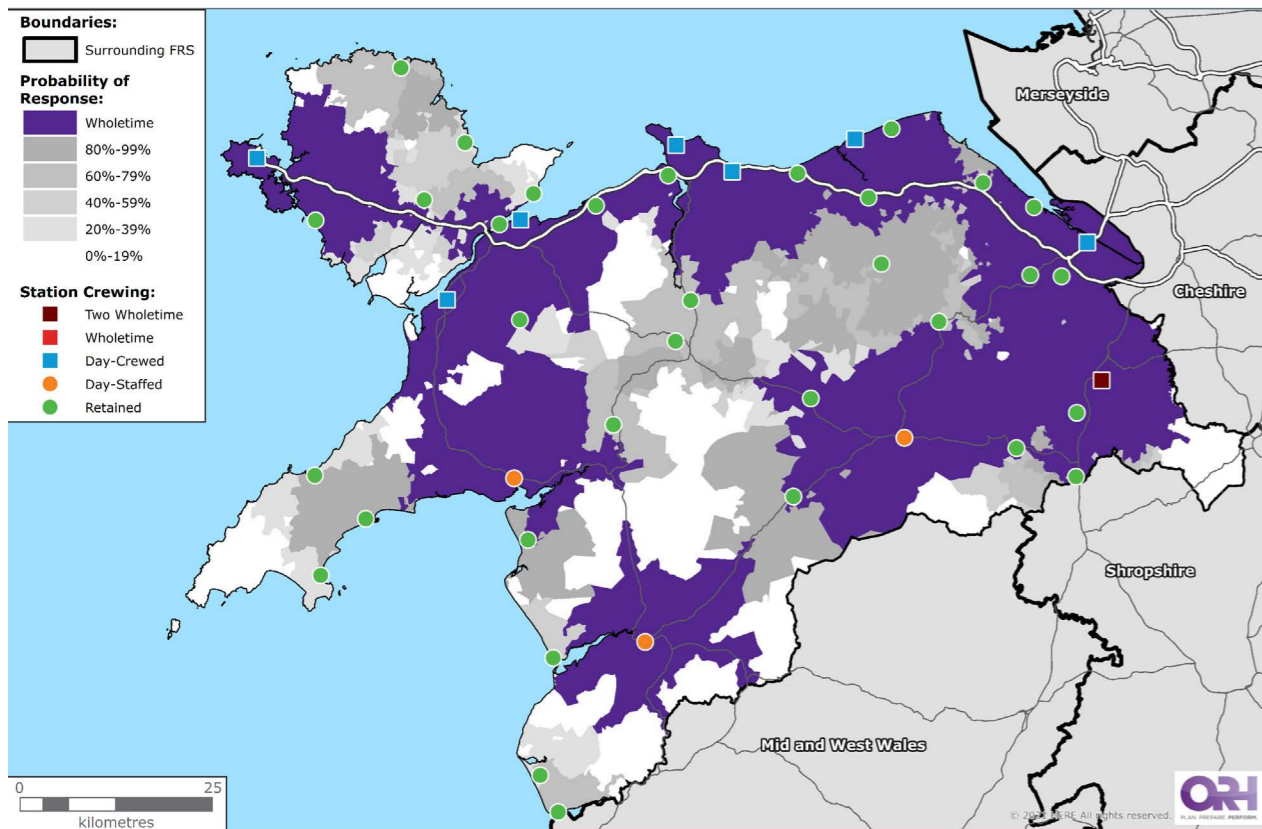 Boundaries:
Surrounding FRS
Probability of
Response:
Wholetime
80%-99%
60%-79%
40%-59%
20%-39%
0%-19%
Station Crewing:
Two Wholetime
Wholetime
Day-Crewed
Day-Staffed
Retained
Merseyside
Cheshire
Shropshire
Mid and West Wales
0 25
kilometres
ORH
PLAN. PREPARE. PERFORM.
HERE All rights reserved.